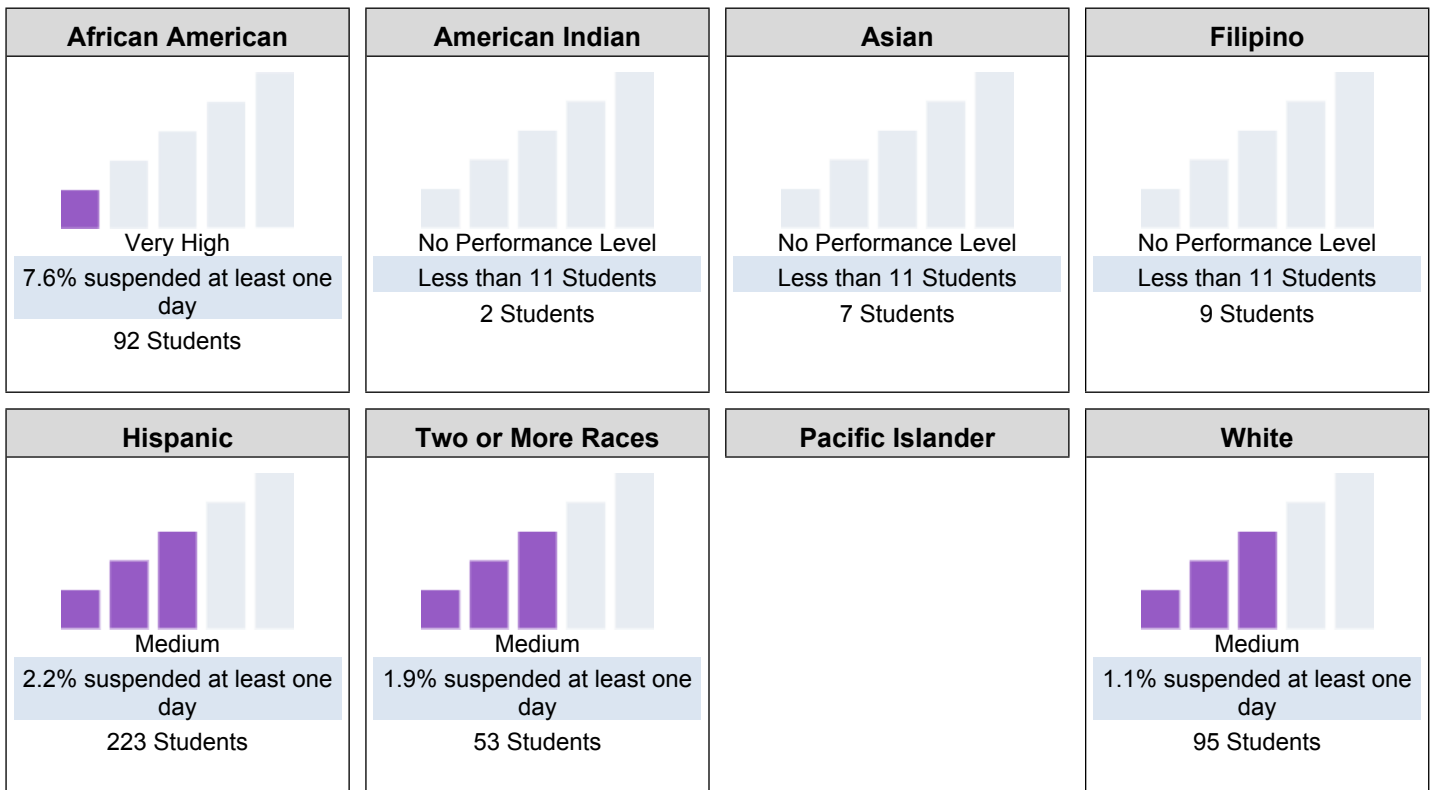 African American
Very High
7.6% suspended at least one
day
92 Students
American Indian
No Performance Level
Less than 11 Students
2 Students
Asian
No Performance Level
Less than 11 Students
7 Students
Filipino
No Performance Level
Less than 11 Students
9 Students
Hispanic
Medium
2.2% suspended at least one
day
223 Students
Two or More Races
Medium
1.9% suspended at least one
day
53 Students
Pacific Islander
White
Medium
1.1% suspended at least one
day
95 Students